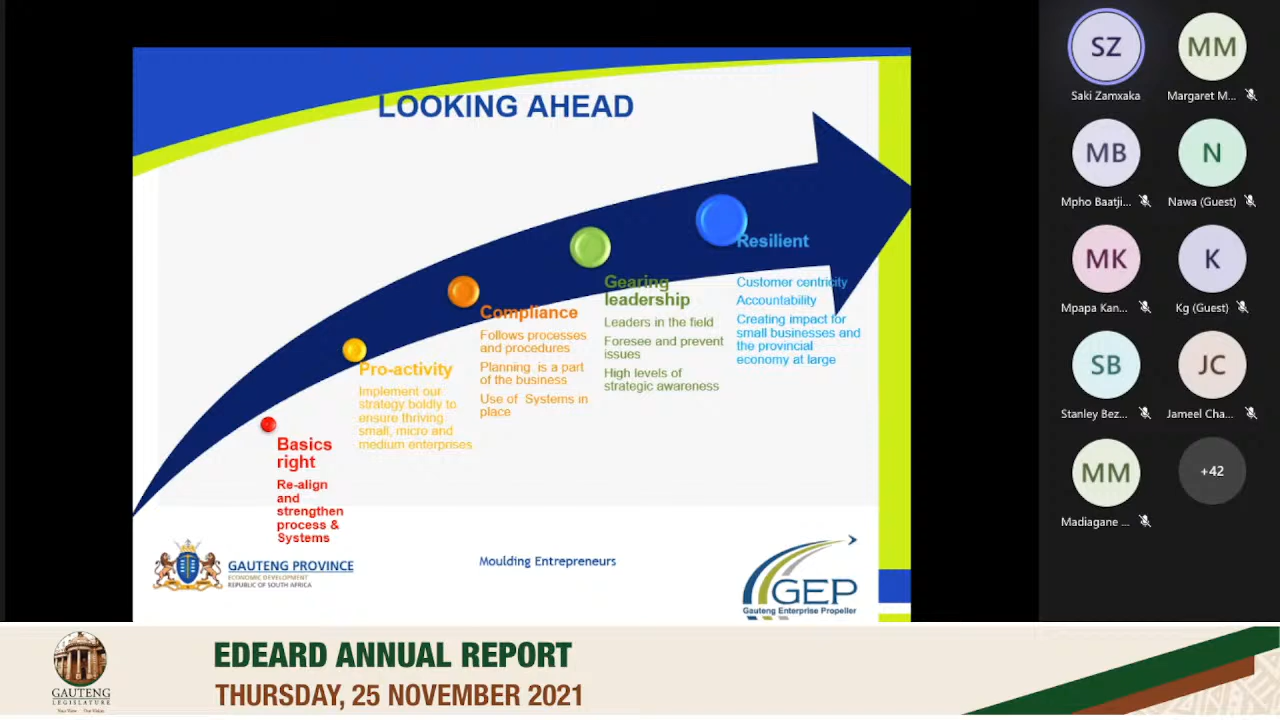 LOOKING AHEAD
Resilient
Customer centricity
Accountability
Creating impact for
small businesses and
the provincial
economy at large
Gearing
leadership
Leaders in the field
Foresee and prevent
issues
High levels of
strategic awareness
Compliance
Follows processes
and procedures
Planning is a part
of the business
Use of Systems in
place
Pro-activity
Implement our
strategy boldly to
ensure thriving
small, micro and
medium enterprises
Basics
right
Re-align
and
strengthen
process &
Systems
GAUTENG PROVINCE
ECONOMIC DEVELOPMENT
REPUBLIC OF SOUTH AFRICA
Moulding Entrepreneurs
GEP
Gauteng Enterprise Propeller
SZ
Saki Zamxaka
MM
Margaret M...
MB
Mpho Baatji...
N
Nawa (Guest)
MK
Mpapa Kan...
K
Kg (Guest)
SB
Stanley Bez...
JC
Jameel Cha...
MM
Madiagane ...
+42
GAUTENG
LEGISLATURE
Your View Our Vision
EDEARD ANNUAL REPORT
THURSDAY, 25 NOVEMBER 2021